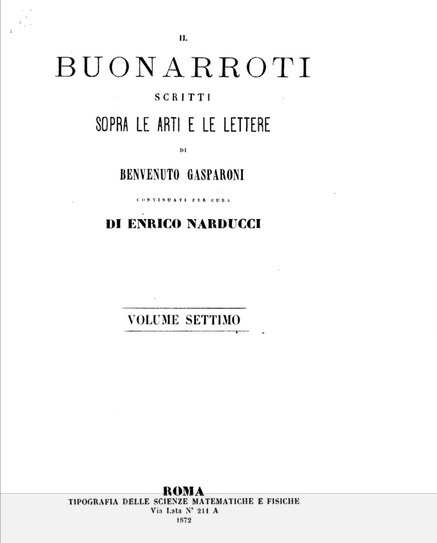 IL
BUONARROTI
SCRITTI
SOPRA LE ARTI E LE LETTERE
DI
BENVENUTO GASPARONI
CONTINUATI PER CURA
DI ENRICO NARDUCCI
VOLUME SETTIMO
ROMA
TIPOGRAFIA DELLE SCIENZE MATEMATICHE E FISICHE
Via Lata N° 211 A
1872